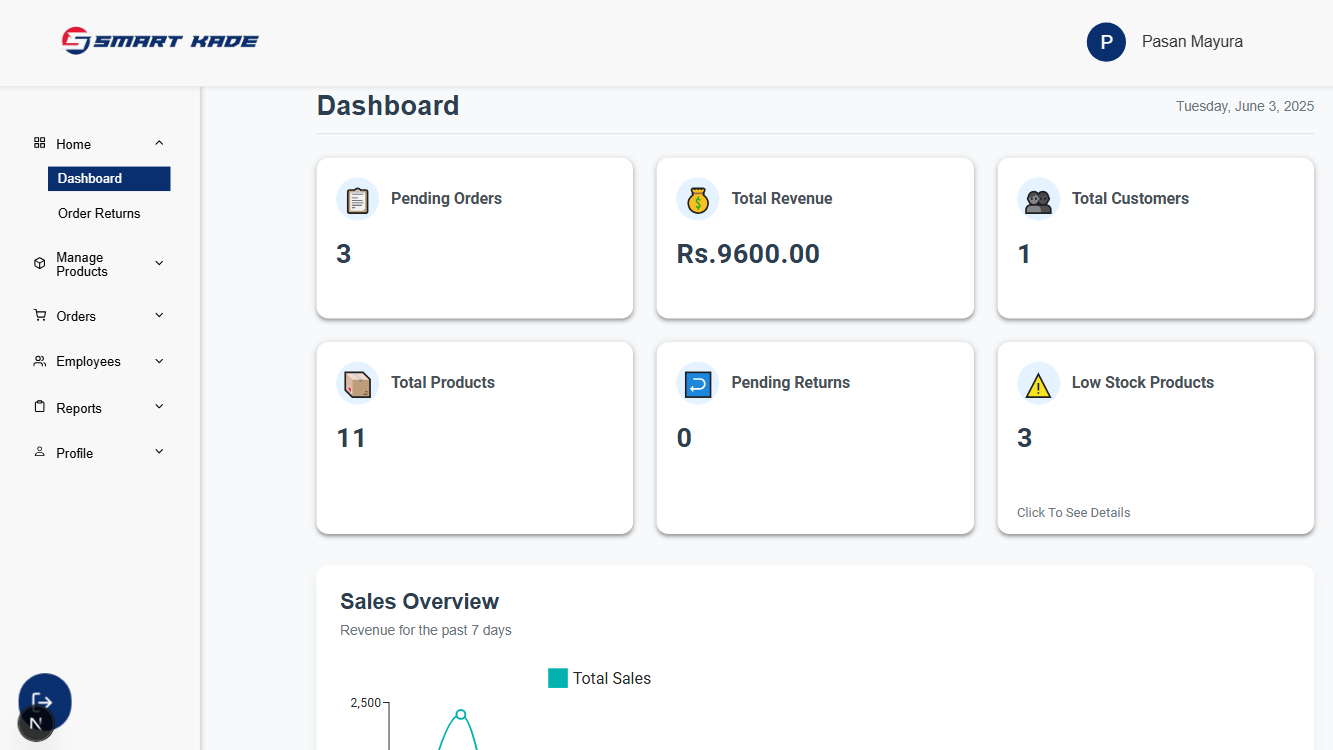 SMART KADE
P
Pasan Mayura
Dashboard
Tuesday, June 3, 2025
Home
Dashboard
Order Returns
Manage
Products
Orders
Employees
Reports
Profile
N
Pending Orders
3
Total Revenue
Rs.9600.00
Total Customers
1
Total Products
11
Pending Returns
0
Low Stock Products
3
Click To See Details
Sales Overview
Revenue for the past 7 days
Total Sales
2,500